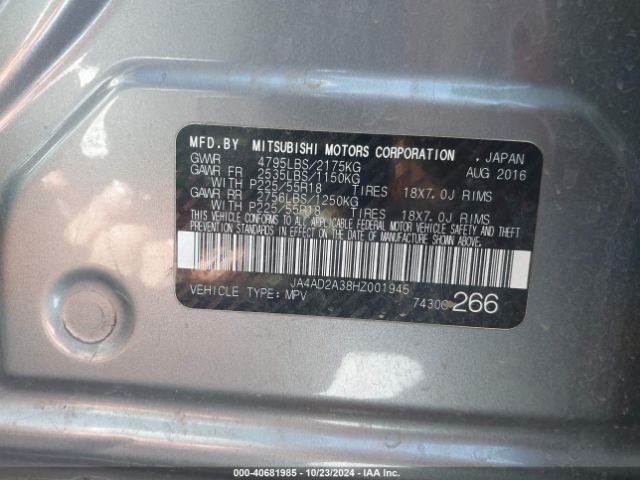 MFD.BY MITSUBISHI MOTORS CORPORATION . JAPAN
GVWR 4795LBS/2175KG AUG 2016
GAWR FR 2535LBS/1150KG
WITH P225/55R18 TIRES 18X7.0J RIMS
GAWR RR 2756LBS/1250KG
WITH P225/55R18 TIRES 18X7.0J RIMS
THIS VEHICLE CONFORMS TO ALL APPLICABLE FEDERAL MOTOR VEHICLE SAFETY AND THEFT
PREVENTION STANDARDS IN EFFECT ON THE DATE OF MANUFACTURE SHOWN ABOVE.
JA4AD2A38HZ001945
VEHICLE TYPE: MPV 74300 266
000-40681985 - 10/23/2024 - IAA Inc.